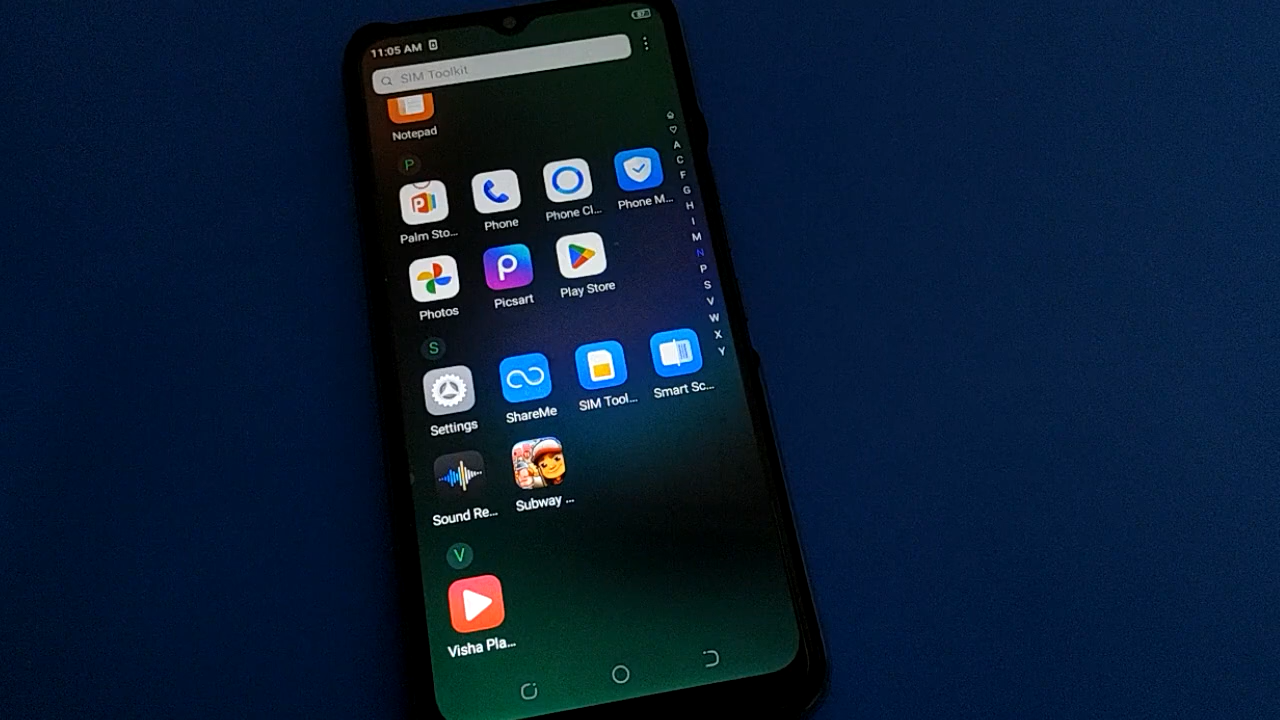 11:05 AM
87
SIM Toolkit
Notepad
P
Palm Sto...
Phone
Phone Cl...
Phone M...
Photos
Picsart
Play Store
S
Settings
ShareMe
SIM Tool...
Smart Sc...
Sound Re...
Subway ...
V
Visha Pla...
A
C
F
G
H
I
M
N
P
S
V
W
X
Y